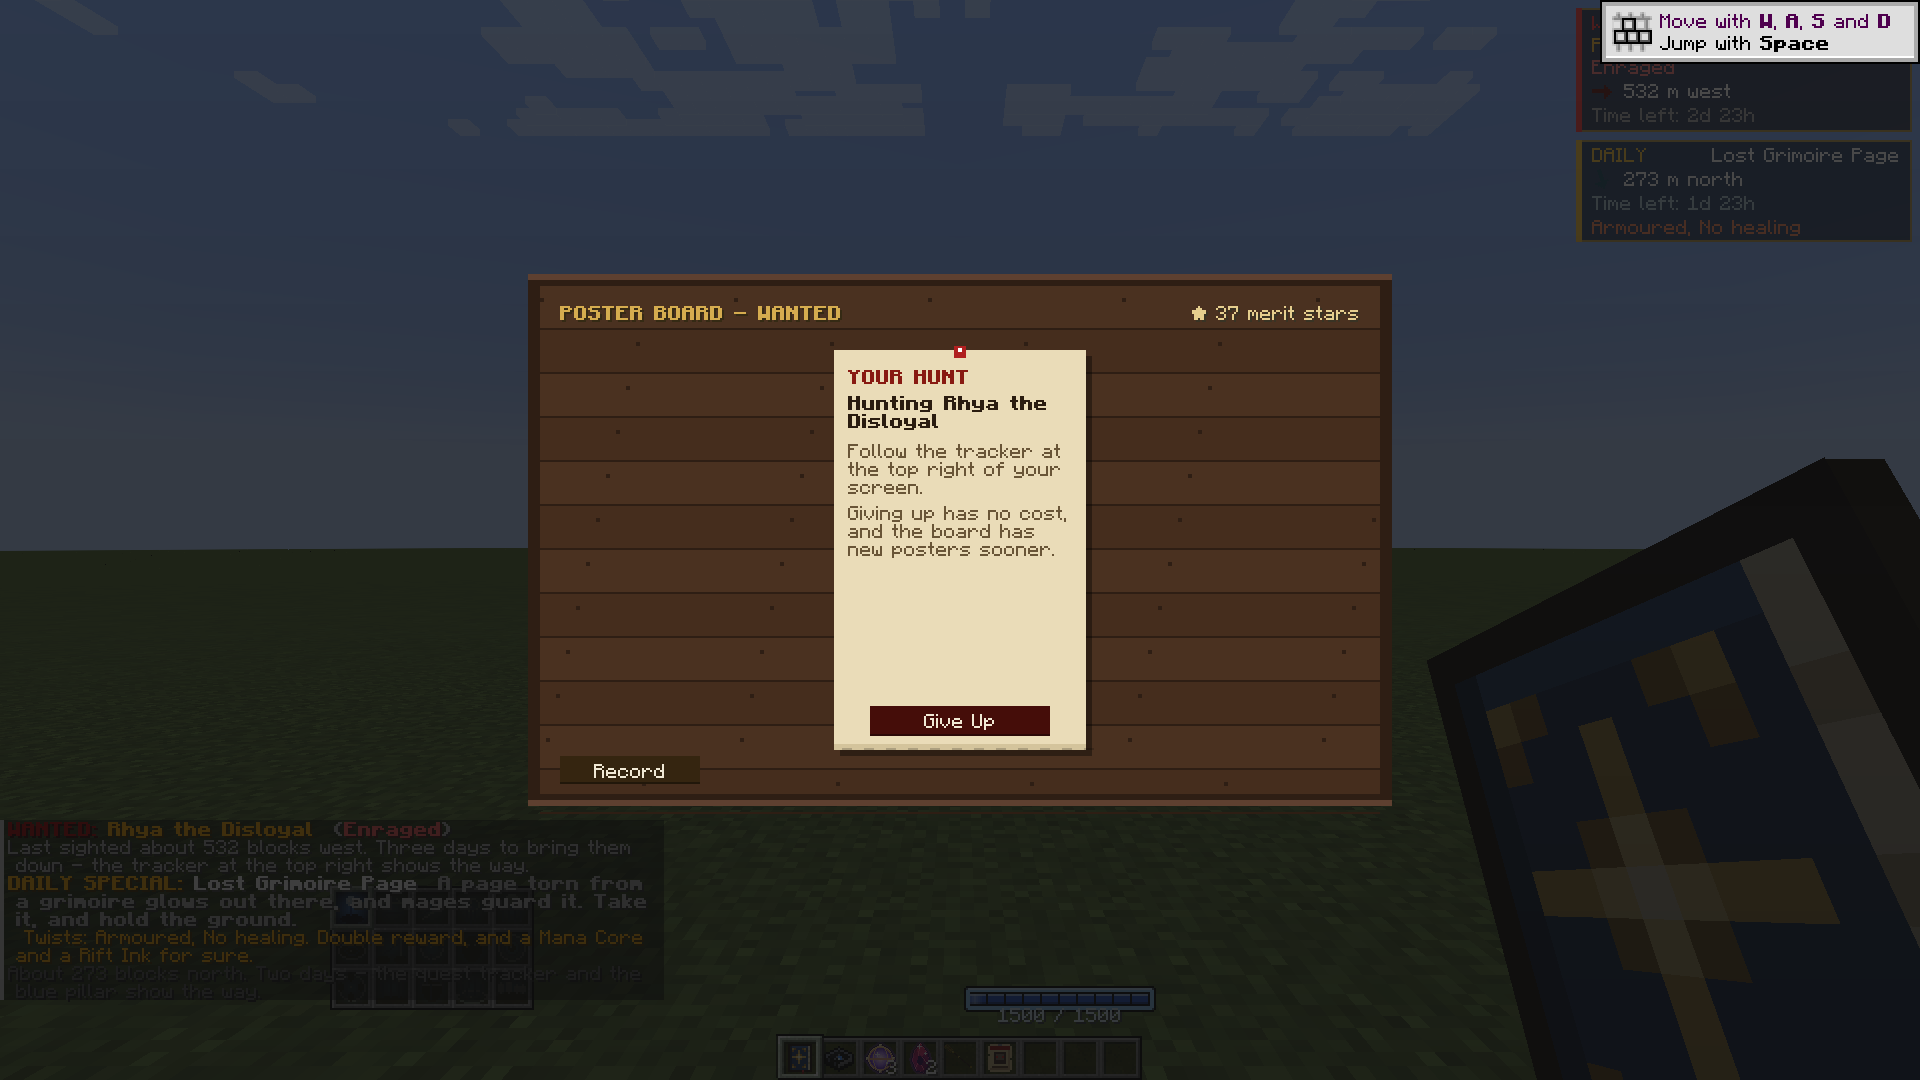 Move with W, A, S and D
Jump with Space
Enraged
532 m west
Time left: 2d 23h
DAILY Lost Grimoire Page
273 m north
Time left: 1d 23h
Armoured, No healing
POSTER BOARD - WANTED
37 merit stars
YOUR HUNT
Hunting Rhya the
Disloyal
Follow the tracker at
the top right of your
screen.
Giving up has no cost,
and the board has
new posters sooner.
Give Up
Record
WANTED: Rhya the Disloyal (Enraged)
Last sighted about 532 blocks west. Three days to bring them
down - the tracker at the top right shows the way.
DAILY SPECIAL: Lost Grimoire Page A page torn from
a grimoire glows out there, and mages guard it. Take
it, and hold the ground.
Twists: Armoured, No healing. Double reward, and a Mana Core
and a Rift Ink for sure.
About 273 blocks north. Two days - the quest tracker and the
blue pillar show the way.
1500 / 1500
3
2